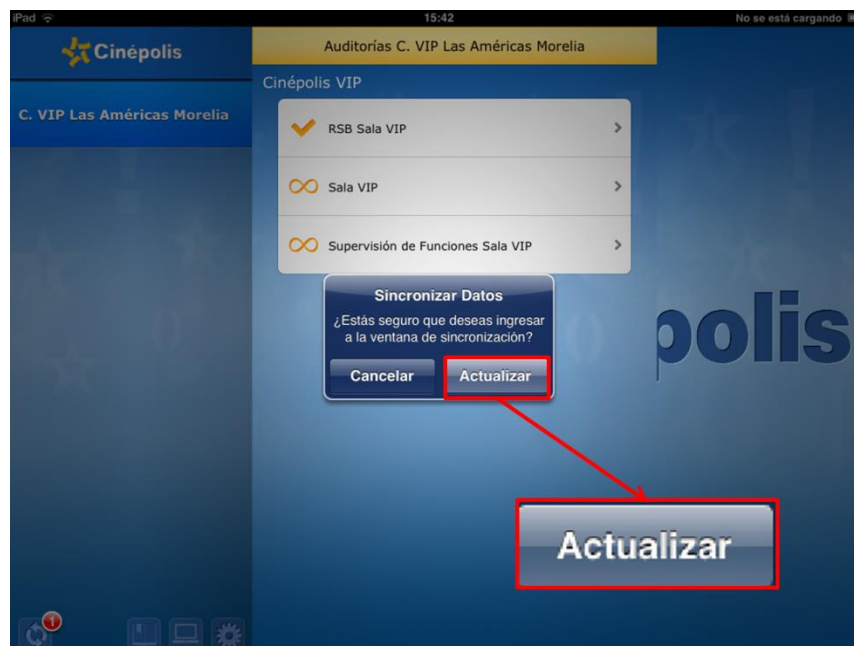 iPad
15:42
No se está cargando
Cinépolis
Auditorías C. VIP Las Américas Morelia
C. VIP Las Américas Morelia
Cinépolis VIP
RSB Sala VIP
Sala VIP
Supervisión de Funciones Sala VIP
Sincronizar Datos
¿Estás seguro que deseas ingresar
a la ventana de sincronización?
Cancelar
Actualizar
polis
Actualizar
1